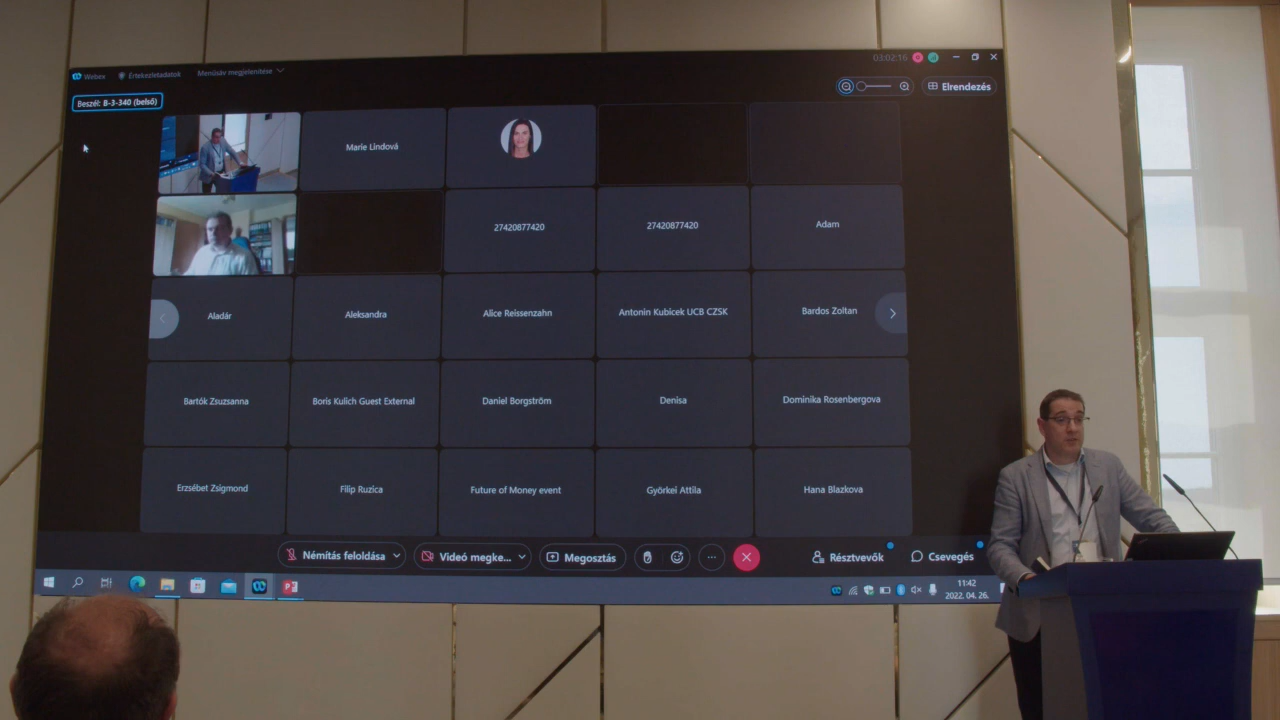 Webex
Értekezletadatok
Menüsáv megjelenítése
03:02:16
Beszél: B-3-340 (belső)
Elrendezés
Marie Lindová
27420877420
27420877420
Adam
Aladár
Aleksandra
Alice Reissenzahn
Antonin Kubicek UCB CZSK
Bardos Zoltan
Bartók Zsuzsanna
Boris Kulich Guest External
Daniel Borgström
Denisa
Dominika Rosenbergova
Erzsébet Zsigmond
Filip Ruzica
Future of Money event
Györkei Attila
Hana Blazkova
Némítás feloldása
Videó megke...
Megosztás
Résztvevők
Csevegés
11:42
2022. 04. 26.